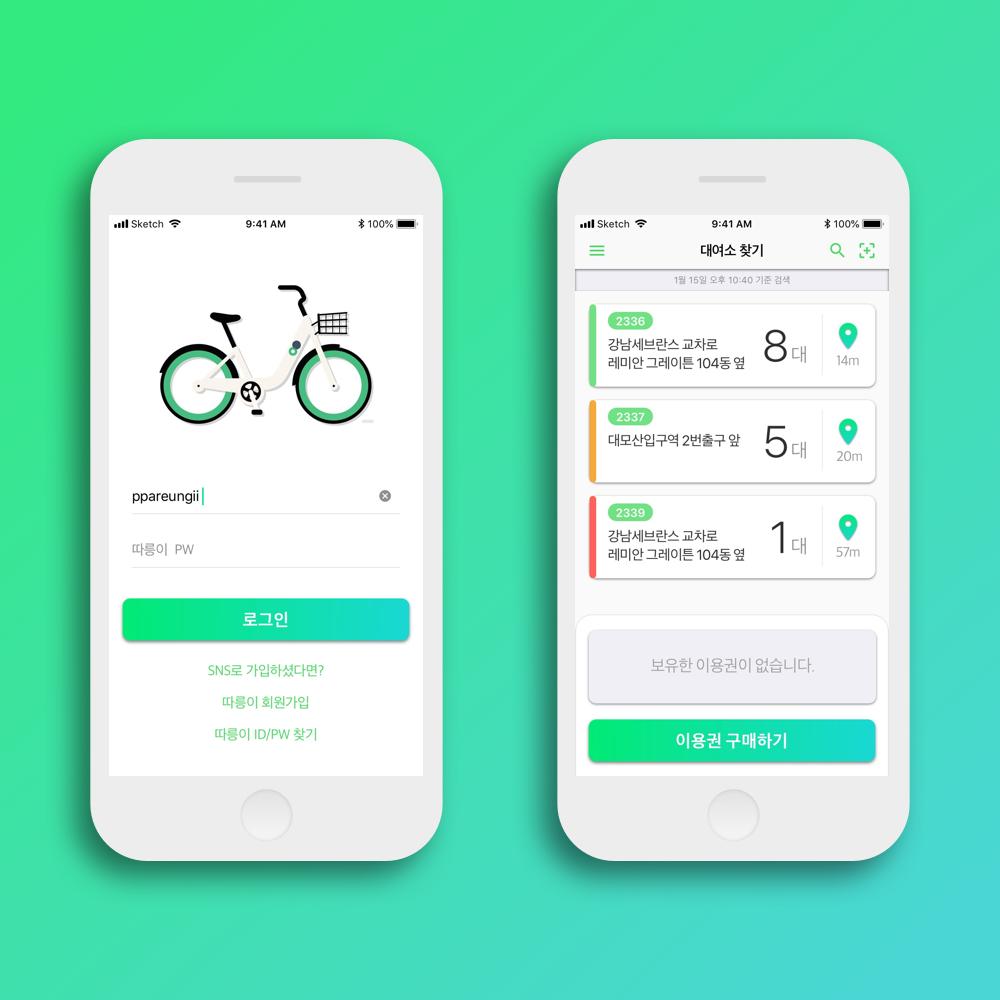 Sketch 9:41 AM 100%
ppareungii
따릉이 PW
로그인
SNS로 가입하셨다면?
따릉이 회원가입
따릉이 ID/PW 찾기
Sketch 9:41 AM 100%
대여소 찾기
1월 15일 오후 10:40 기준 검색
2336
강남세브란스 교차로
레미안 그레이튼 104동 옆
8대
14m
2337
대모산입구역 2번출구 앞
5대
20m
2339
강남세브란스 교차로
레미안 그레이튼 104동 옆
1대
57m
보유한 이용권이 없습니다.
이용권 구매하기